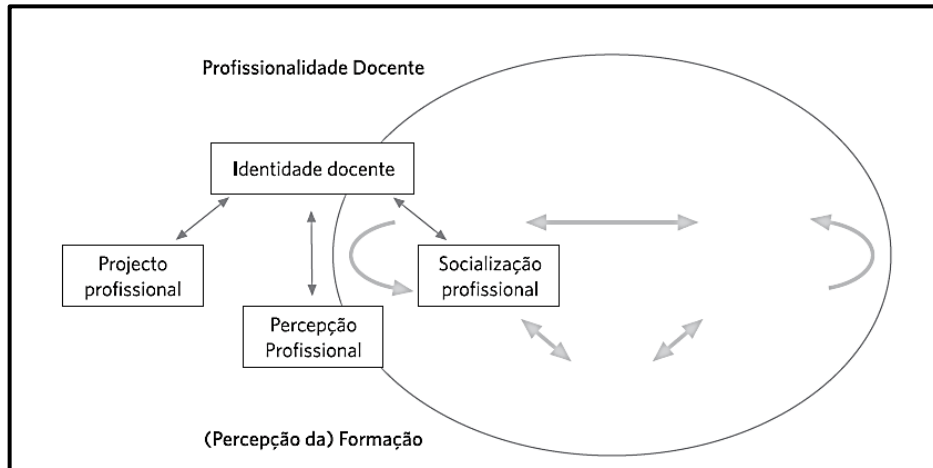 Profissionalidade Docente
Identidade docente
Projecto
profissional
Socialização
profissional
Percepção
Profissional
(Percepção da) Formação